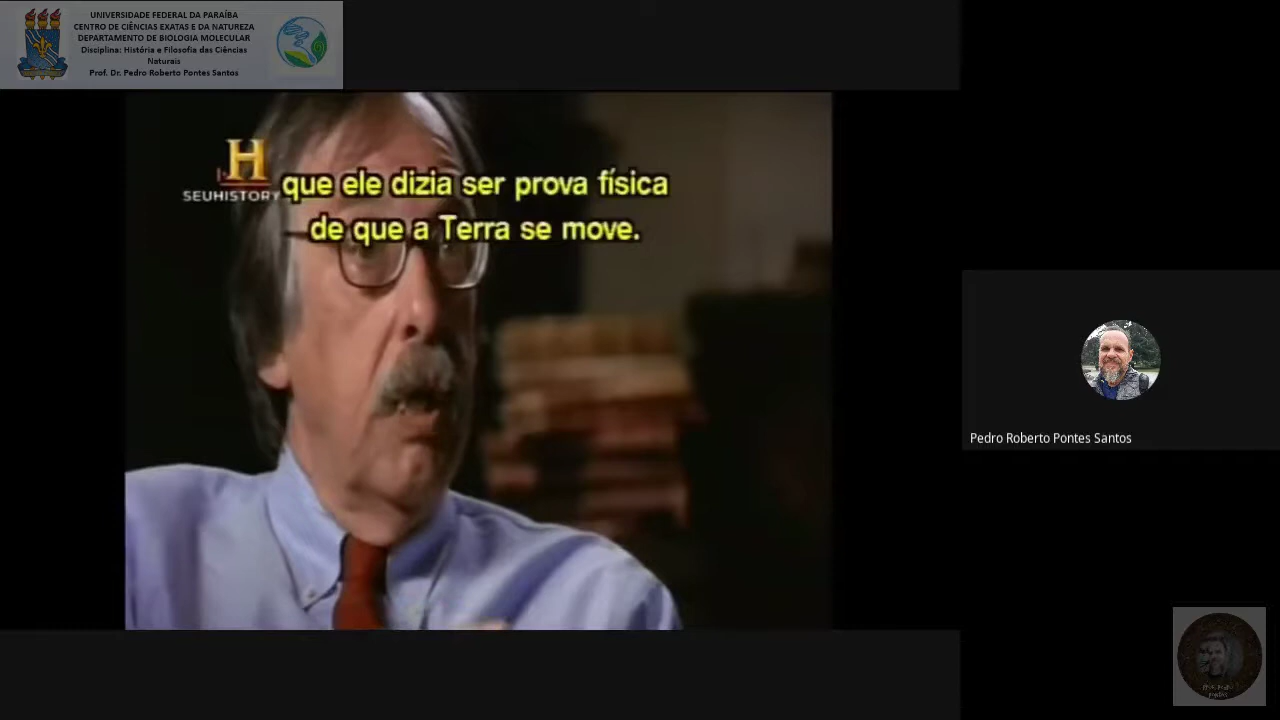 UNIVERSIDADE FEDERAL DA PARAÍBA
CENTRO DE CIÊNCIAS EXATAS E DA NATUREZA
DEPARTAMENTO DE BIOLOGIA MOLECULAR
Disciplina: História e Filosofia das Ciências
Naturais
Prof. Dr. Pedro Roberto Pontes Santos
H
SEUHISTORY
que ele dizia ser prova física
de que a Terra se move.
Pedro Roberto Pontes Santos